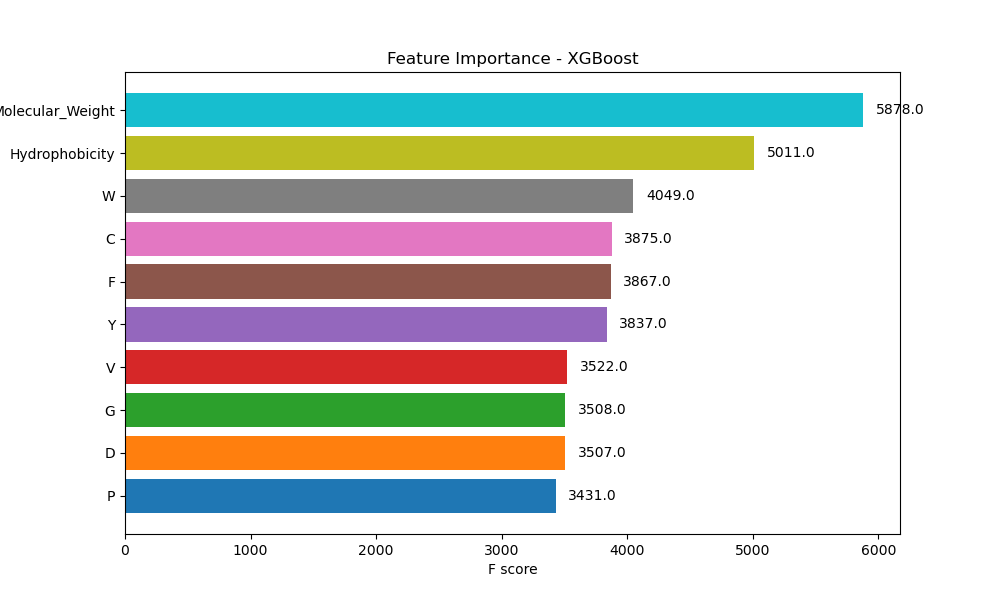 Feature Importance - XGBoost
Molecular_Weight 5878.0
Hydrophobicity 5011.0
W 4049.0
C 3875.0
F 3867.0
Y 3837.0
V 3522.0
G 3508.0
D 3507.0
P 3431.0
0 1000 2000 3000 4000 5000 6000
F score